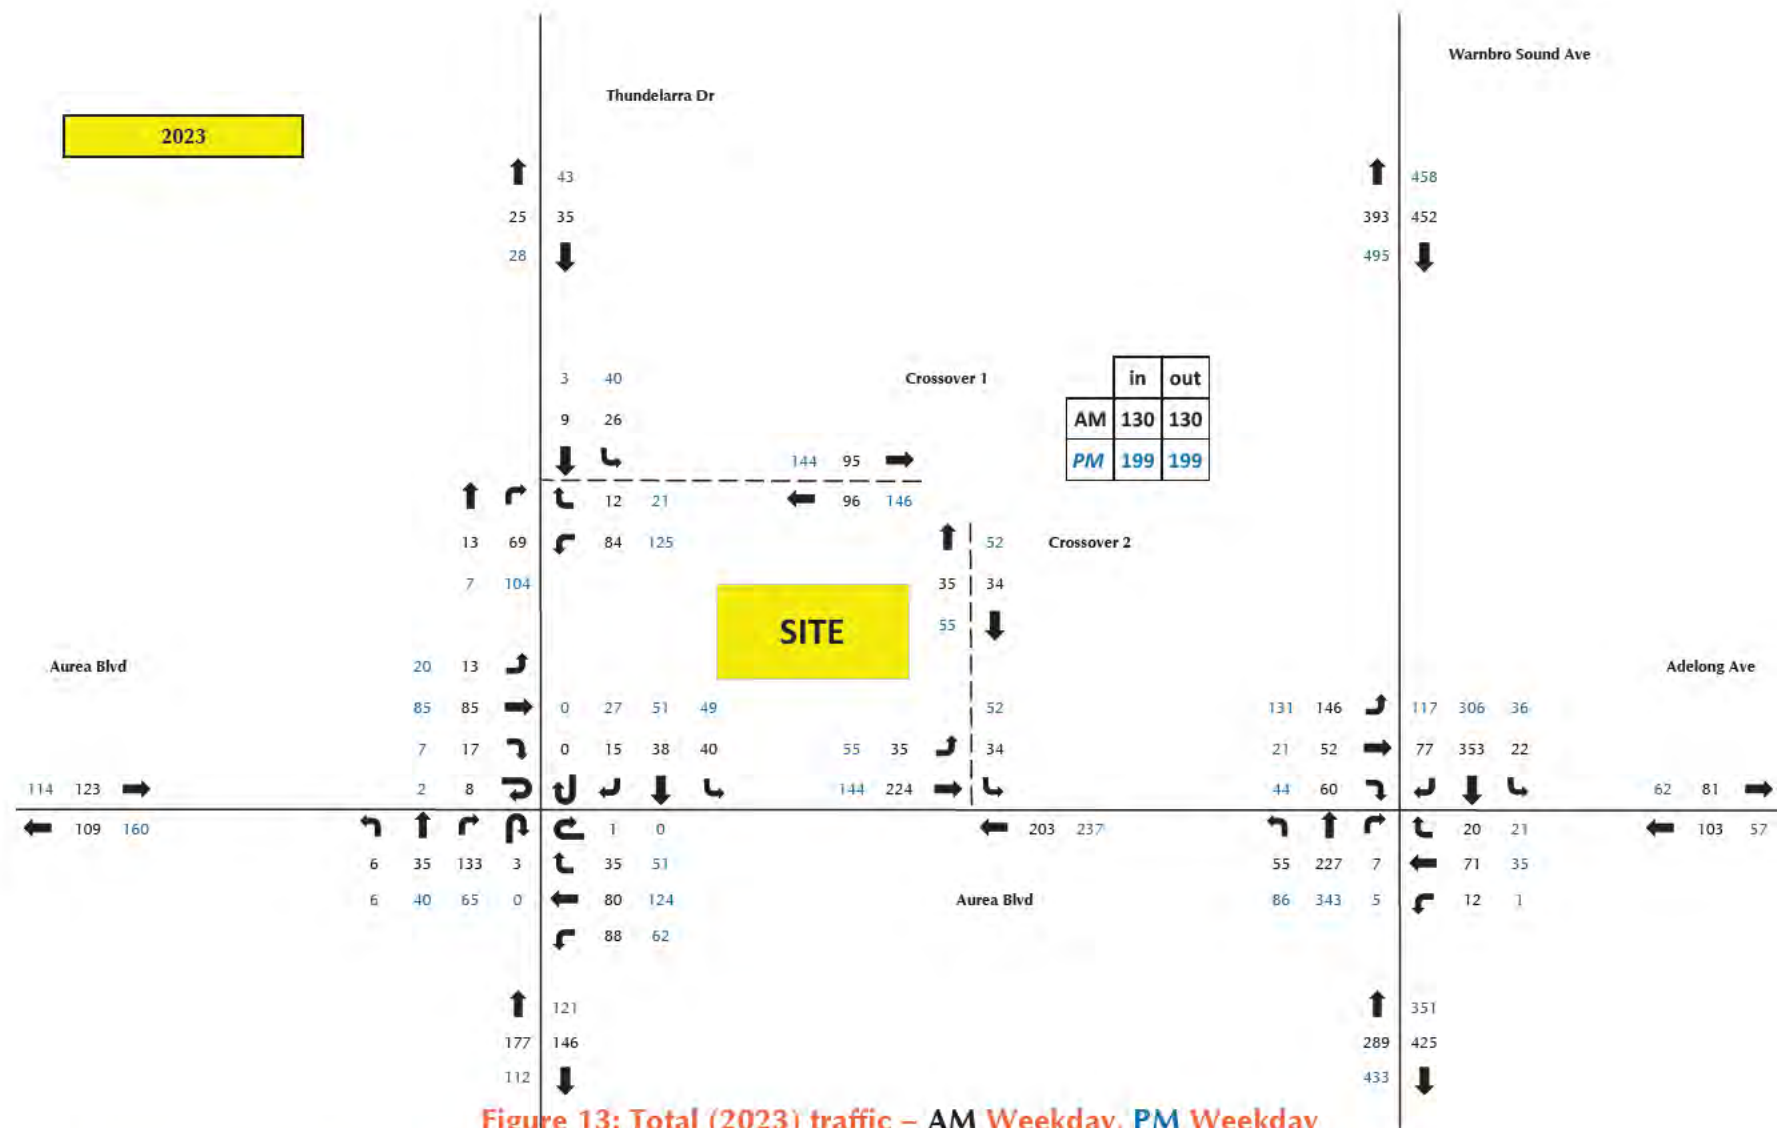 Warnbro Sound Ave
Thundelarra Dr
2023
43 458
25 35 393 452
28 495
3 40 Crossover 1 in out
9 26 AM 130 130
144 95 PM 199 199
12 21 96 146
13 69 84 125 52 Crossover 2
7 104 35 34
SITE
55
Aurea Blvd 20 13 Adelong Ave
85 85 0 27 51 49 52 131 146 117 306 36
7 17 0 15 38 40 55 35 34 21 52 77 353 22
114 123 2 8 144 224 44 60 62 81
109 160 1 0 203 237 20 21 103 57
6 35 133 3 35 51 55 227 7 71 35
6 40 65 0 80 124 Aurea Blvd 86 343 5 12 1
88 62
121 351
177 146 289 425
112 433
Figure 13: Total (2023) traffic – AM Weekday, PM Weekday